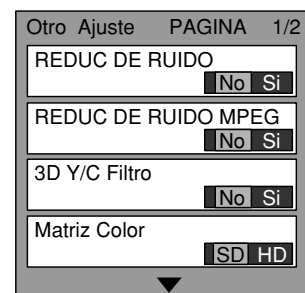 Otro Ajuste PAGINA 1/2
REDUC DE RUIDO
No Si
REDUC DE RUIDO MPEG
No Si
3D Y/C Filtro
No Si
Matriz Color
SD HD